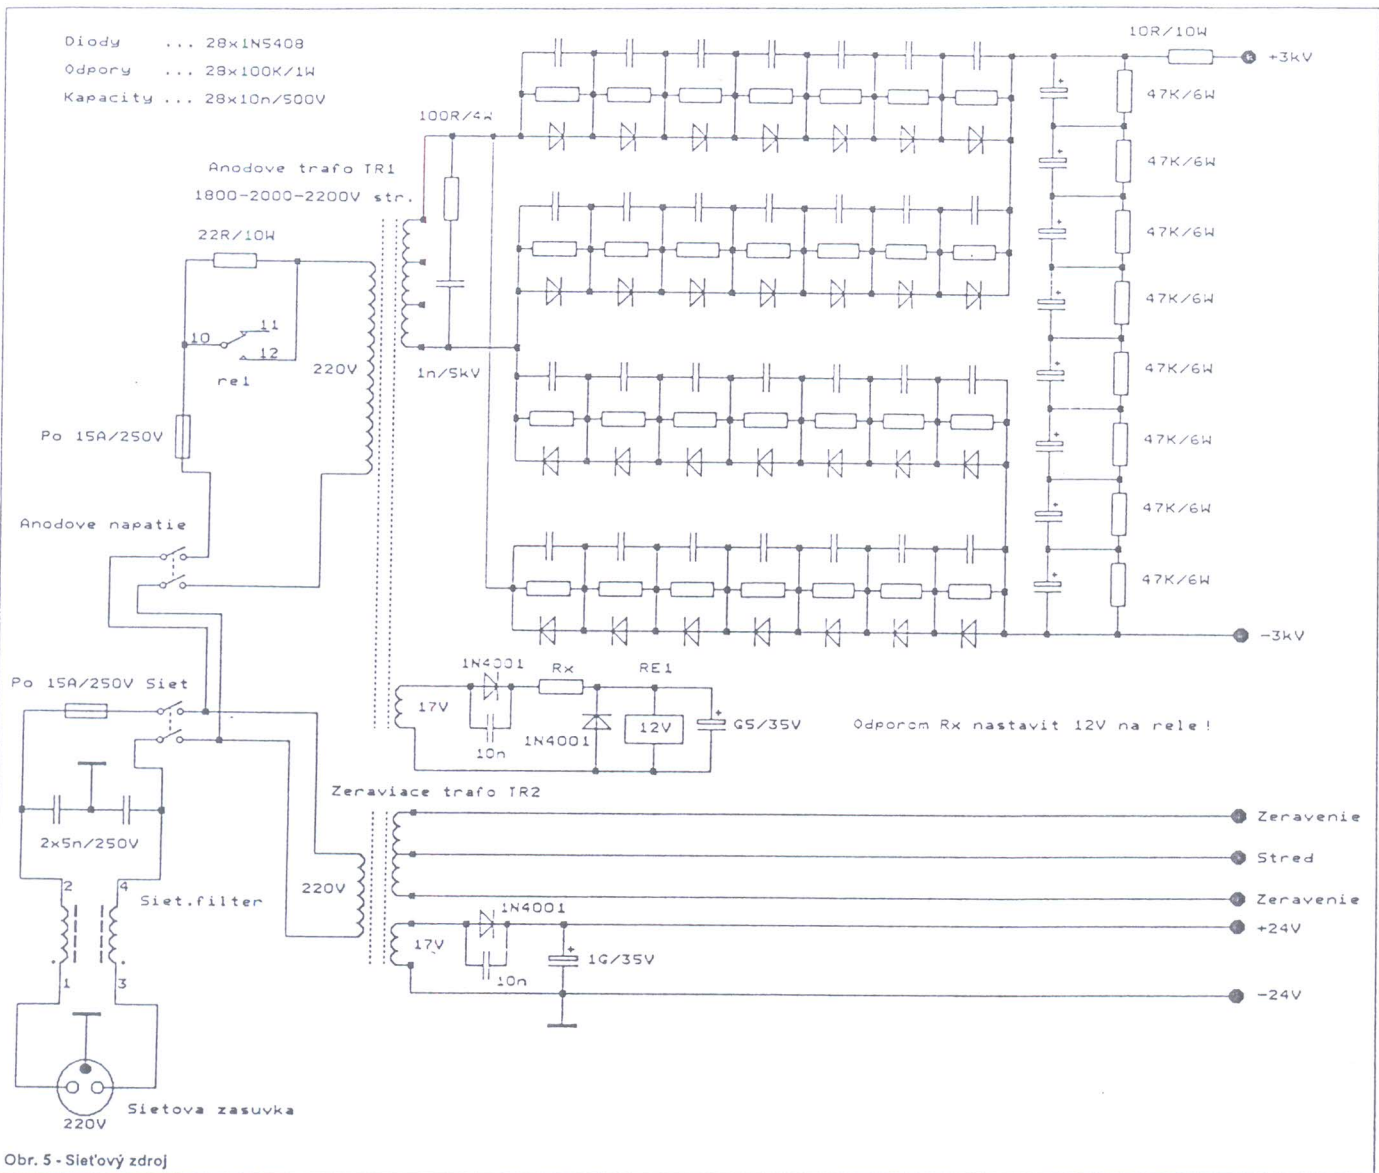 Diody ... 28x1N5408
Odpory ... 28x100K/1W
Kapacity ... 28x10n/500V
10R/10W
+3kV
47K/6W
100R/4W
47K/6W
Anodove trafo TR1
1800-2000-2200V str.
22R/10W
47K/6W
47K/6W
10
11
12
re1
220V
1n/5kV
47K/6W
Po 15A/250V
47K/6W
Anodove napatie
47K/6W
47K/6W
-3kV
Po 15A/250V Siet
17V
1N4001
Rx
RE1
10n
1N4001
12V
G5/35V
Odporom Rx nastavit 12V na rele!
Zeraviace trafo TR2
2x5n/250V
Zeravenie
Stred
Zeravenie
220V
2
4
Siet.filter
1N4001
+24V
17V
10n
1G/35V
1
3
-24V
Sietova zasuvka
220V
Obr. 5 - Sieťový zdroj